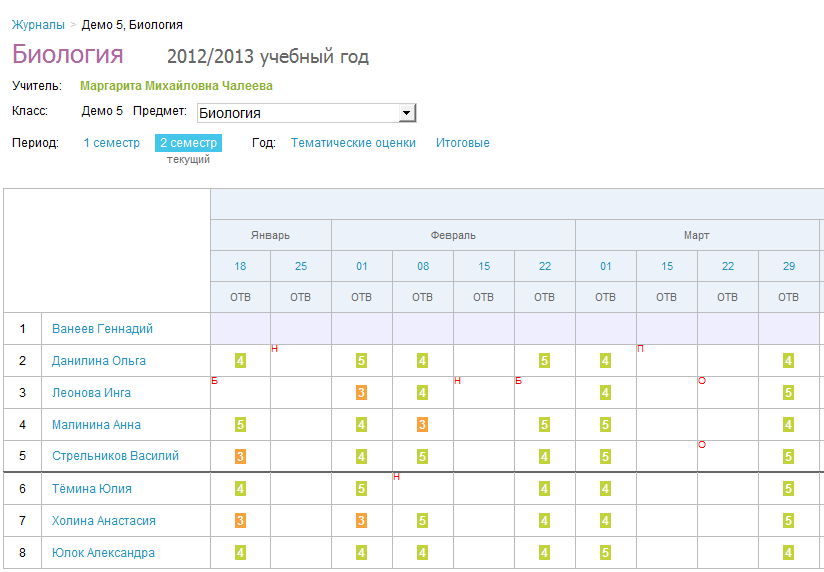 Журналы > Демо 5, Биология
Биология 2012/2013 учебный год
Учитель: Маргарита Михайловна Чалеева
Класс: Демо 5 Предмет: Биология
Период: 1 семестр 2 семестр Год: Тематические оценки Итоговые
текущий
Январь Февраль Март
18 25 01 08 15 22 01 15 22 29
ОТВ ОТВ ОТВ ОТВ ОТВ ОТВ ОТВ ОТВ ОТВ ОТВ
1 Ванеев Геннадий
2 Данилина Ольга 4 Н 5 4 5 4 П 4
3 Леонова Инга Б 3 4 Н Б 4 О 5
4 Малинина Анна 5 4 3 5 5 4
5 Стрельников Василий 3 4 5 4 5 О 5
6 Тёмина Юлия 4 5 Н 4 4 5
7 Холина Анастасия 3 3 5 4 4 5
8 Юлок Александра 4 4 4 4 5 4